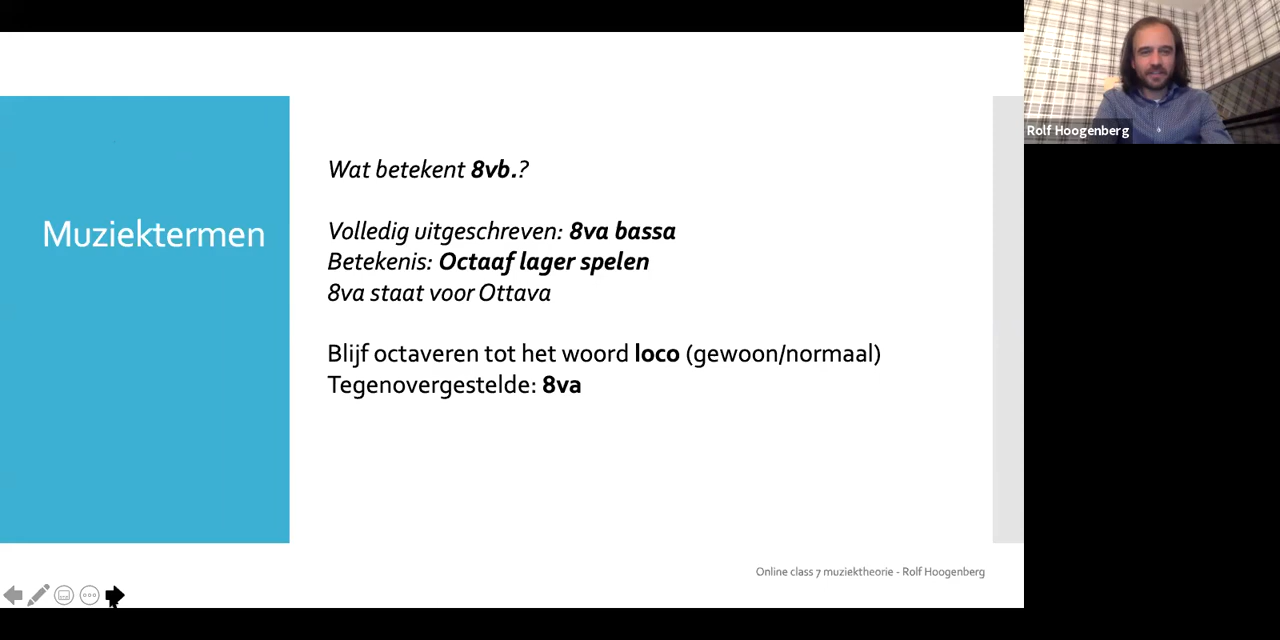 Muziektermen
Wat betekent 8vb.?
Volledig uitgeschreven: 8va bassa
Betekenis: Octaaf lager spelen
8va staat voor Ottava
Blijf octaveren tot het woord loco (gewoon/normaal)
Tegenovergestelde: 8va
Online class 7 muziektheorie - Rolf Hoogenberg
Rolf Hoogenberg